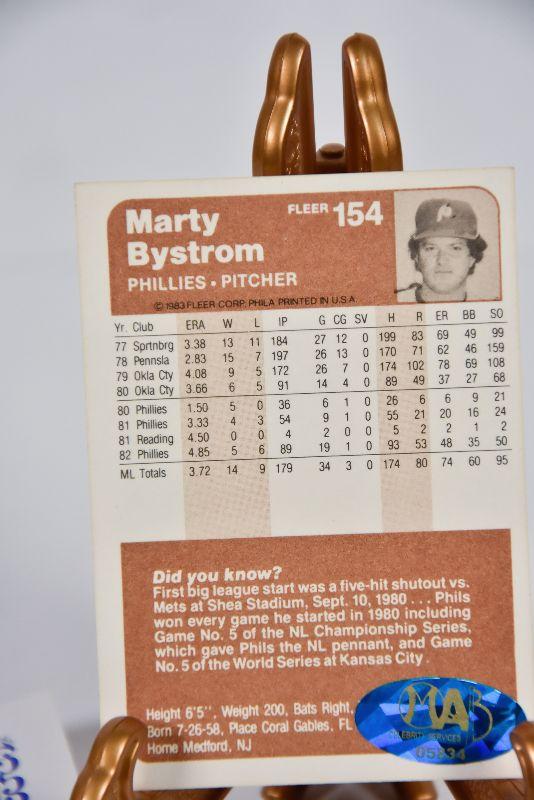 Marty
Bystrom
FLEER 154
PHILLIES • PITCHER
© 1983 FLEER CORP. PHILA PRINTED IN U.S.A.
Yr. Club ERA W L IP G CG SV H R ER BB SO
77 Sprtnbrg 3.38 13 11 184 27 12 0 199 83 69 49 99
78 Pennsla 2.83 15 7 197 26 13 0 170 71 62 46 159
79 Okla Cty 4.08 9 5 172 26 7 0 174 102 78 69 108
80 Okla Cty 3.66 6 5 91 14 4 0 89 49 37 27 68
80 Phillies 1.50 5 0 36 6 1 0 26 6 6 9 21
81 Phillies 3.33 4 3 54 9 1 0 55 21 20 16 24
81 Reading 4.50 0 0 4 2 0 0 5 2 2 1 2
82 Phillies 4.85 5 6 89 19 1 0 93 53 48 35 50
ML Totals 3.72 14 9 179 34 3 0 174 80 74 60 95
Did you know?
First big league start was a five-hit shutout vs.
Mets at Shea Stadium, Sept. 10, 1980 . . . Phils
won every game he started in 1980 including
Game No. 5 of the NL Championship Series,
which gave Phils the NL pennant, and Game
No. 5 of the World Series at Kansas City.
Height 6'5", Weight 200, Bats Right,
Born 7-26-58, Place Coral Gables, FL
Home Medford, NJ
MAB
CELEBRITY SERVICES
05834